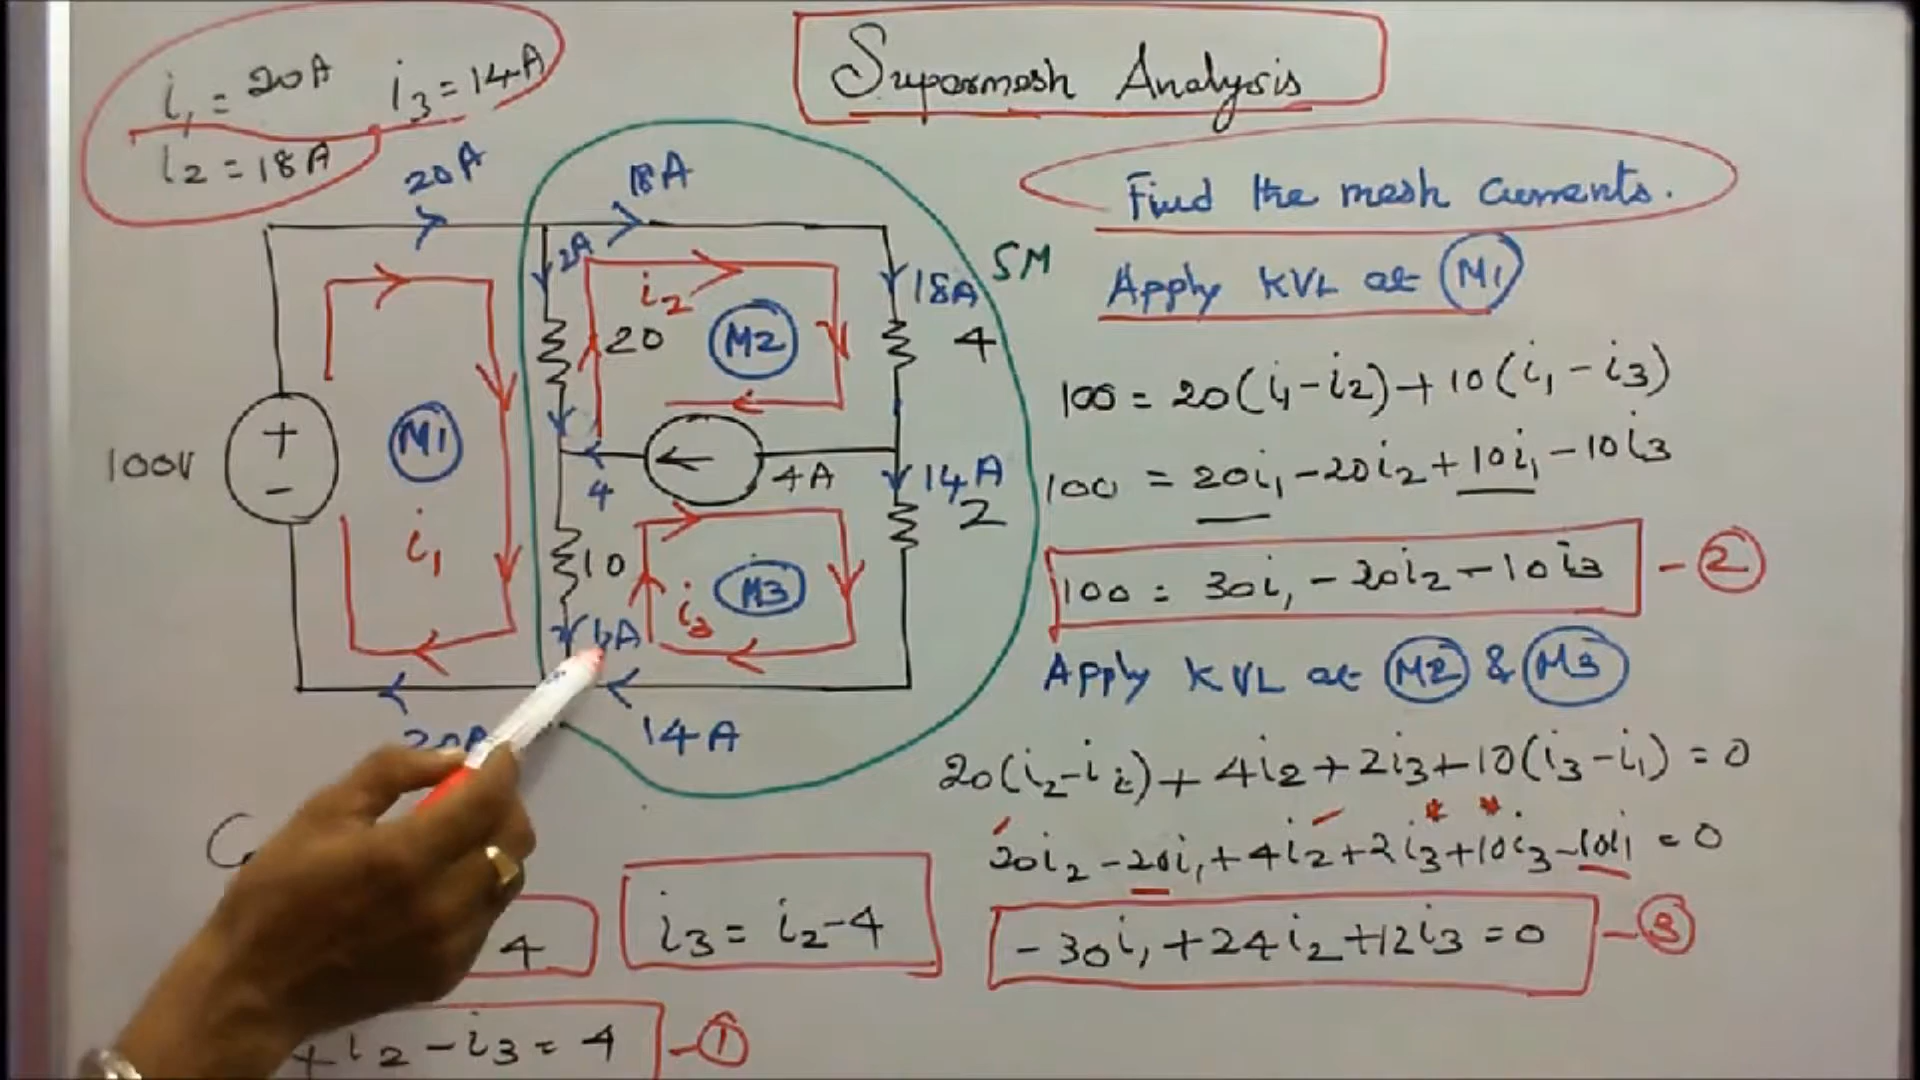 i1 = 20A i3 = 14A
i2 = 18A
Supermesh Analysis
Find the mesh currents.
20A
18A
SM
2A
i2
20
M2
18A
4
100V
+
-
M1
i1
4
4A
14A
2
10
i3
M3
6A
20A
14A
Apply KVL at M1
100 = 20(i1-i2)+10(i1-i3)
100 = 20i1-20i2+10i1-10i3
100 = 30i1-20i2-10i3 - 2
Apply KVL at M2 & M3
20(i2-i1)+4i2+2i3+10(i3-i1)=0
20i2-20i1+4i2+2i3+10i3-10i1=0
-30i1+24i2+12i3=0 - 3
4
i3 = i2-4
+i2-i3=4 - 1